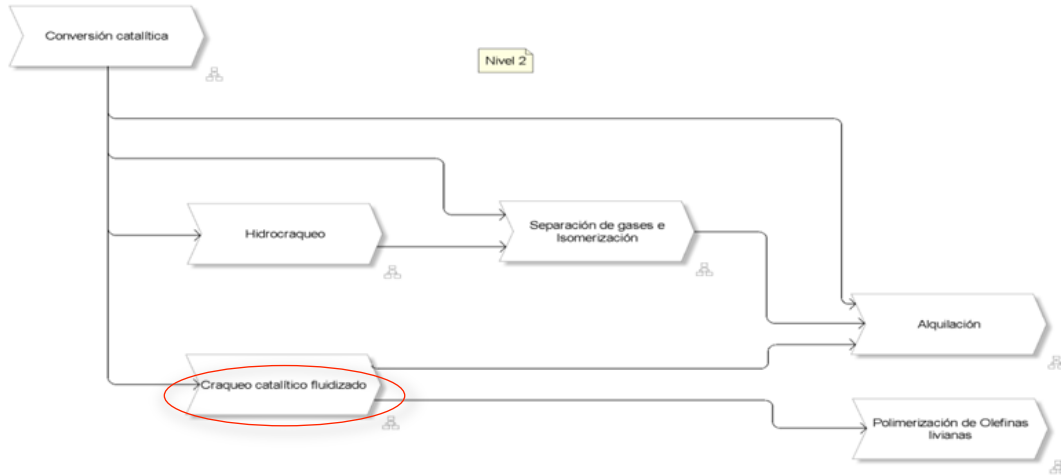 Conversión catalítica
Nivel 2
Hidrocraqueo
Separación de gases e
Isomerización
Alquilación
Craqueo catalítico fluidizado
Polimerización de Olefinas
livianas